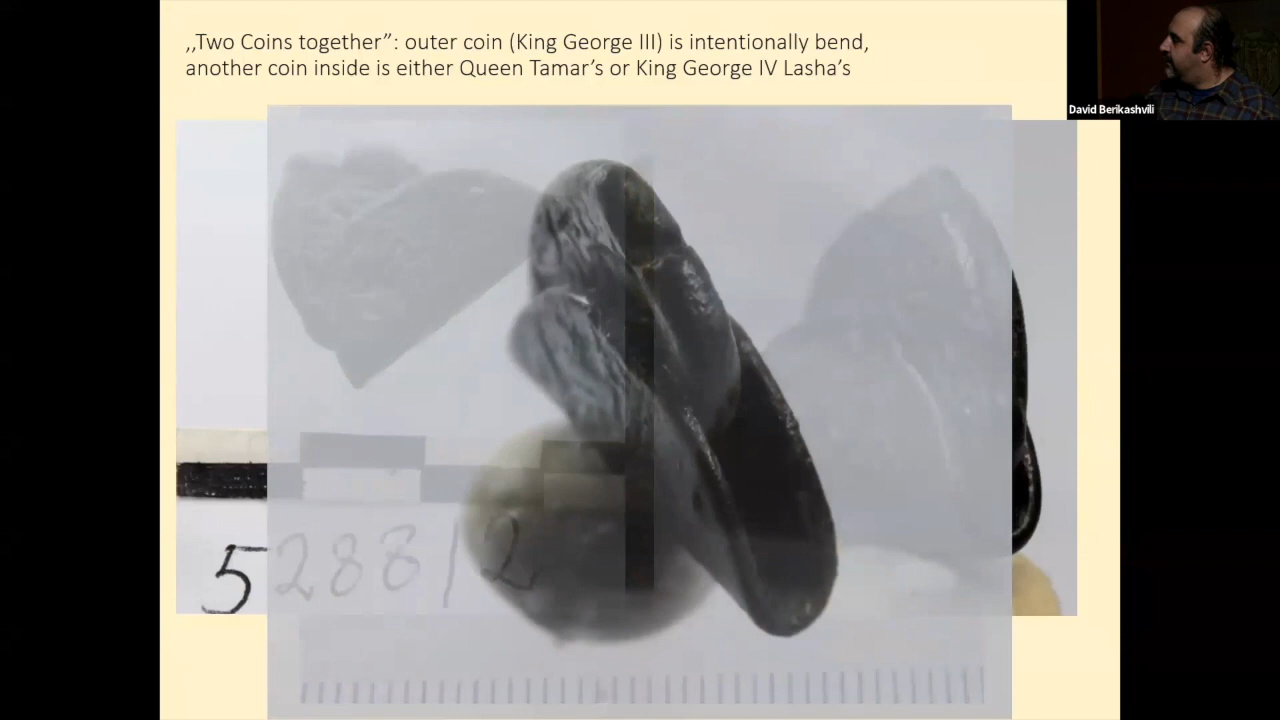 ,,Two Coins together”: outer coin (King George III) is intentionally bend,
another coin inside is either Queen Tamar’s or King George IV Lasha’s
David Berikashvili
528812